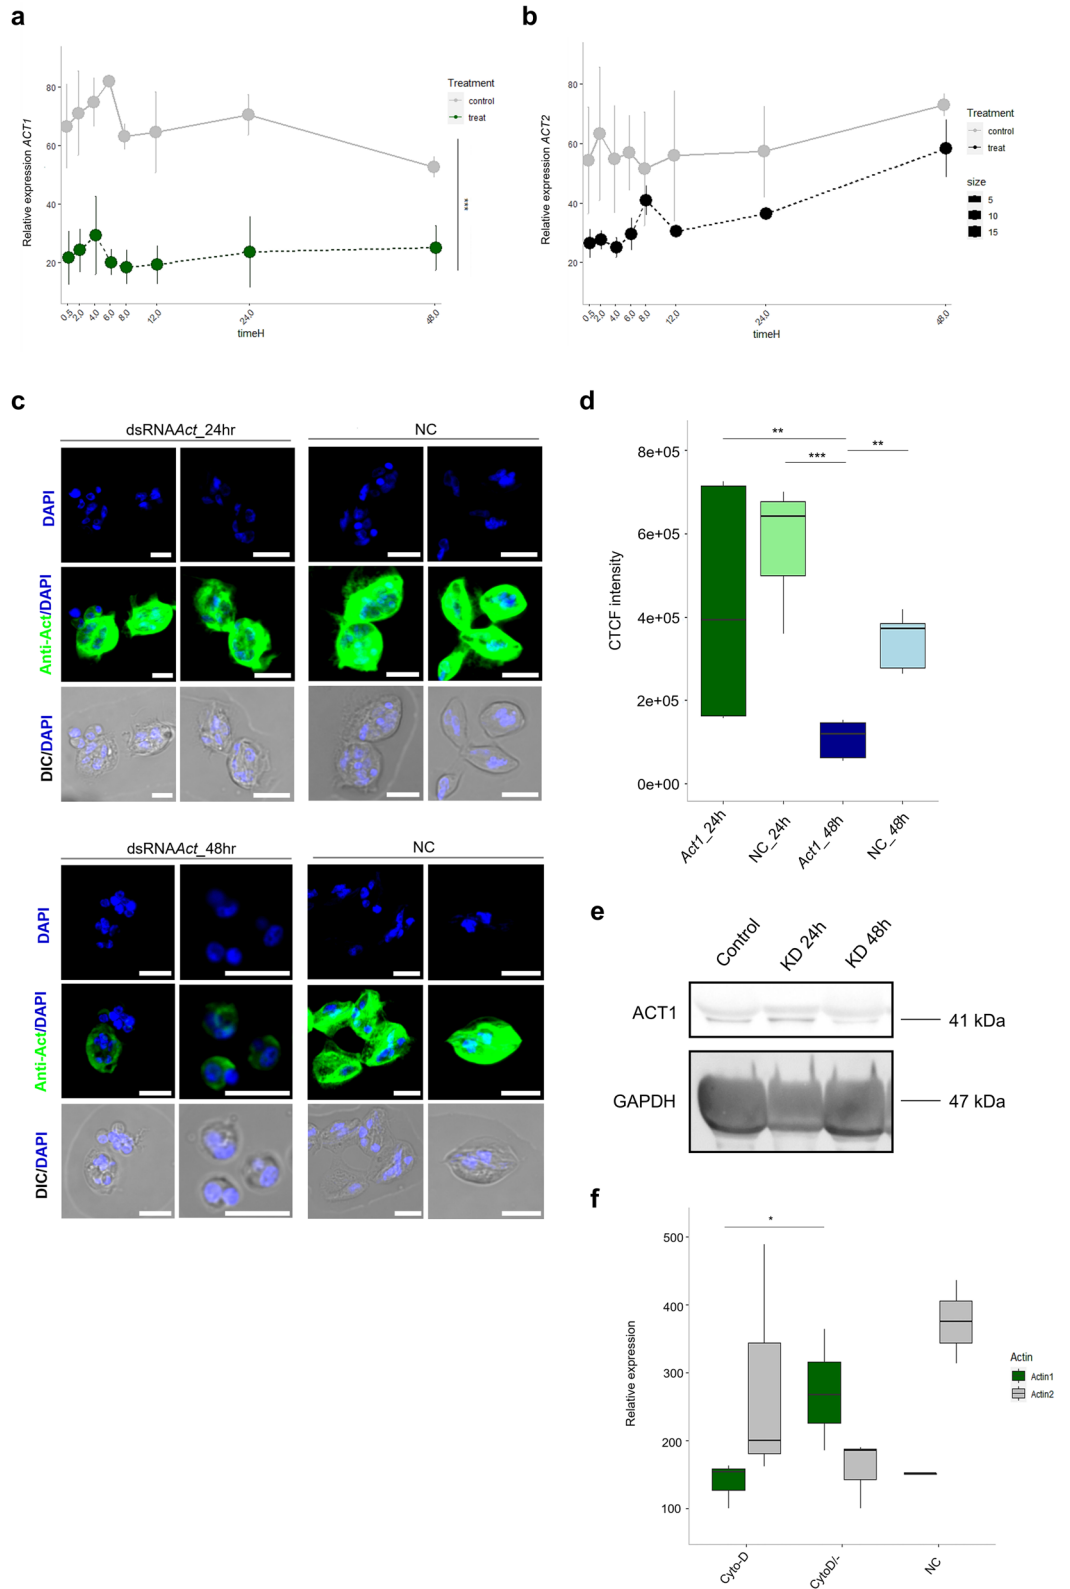 a
Relative expression ACT1
80
60
40
20
0.5
2.0
4.0
6.0
8.0
12.0
24.0
48.0
timeH
Treatment
control
treat
***
b
Relative expression ACT2
80
60
40
20
0.5
2.0
4.0
6.0
8.0
12.0
24.0
48.0
timeH
Treatment
control
treat
size
5
10
15
c
dsRNAAct_24hr
NC
DAPI
Anti-Act/DAPI
DIC/DAPI
dsRNAAct_48hr
NC
DAPI
Anti-Act/DAPI
DIC/DAPI
d
CTCF intensity
8e+05
6e+05
4e+05
2e+05
0e+00
**
***
**
Act1_24h
NC_24h
Act1_48h
NC_48h
e
Control
KD 24h
KD 48h
ACT1
41 kDa
GAPDH
47 kDa
f
Relative expression
500
400
300
200
100
*
Cyto-D
CytoD/-
NC
Actin
Actin1
Actin2